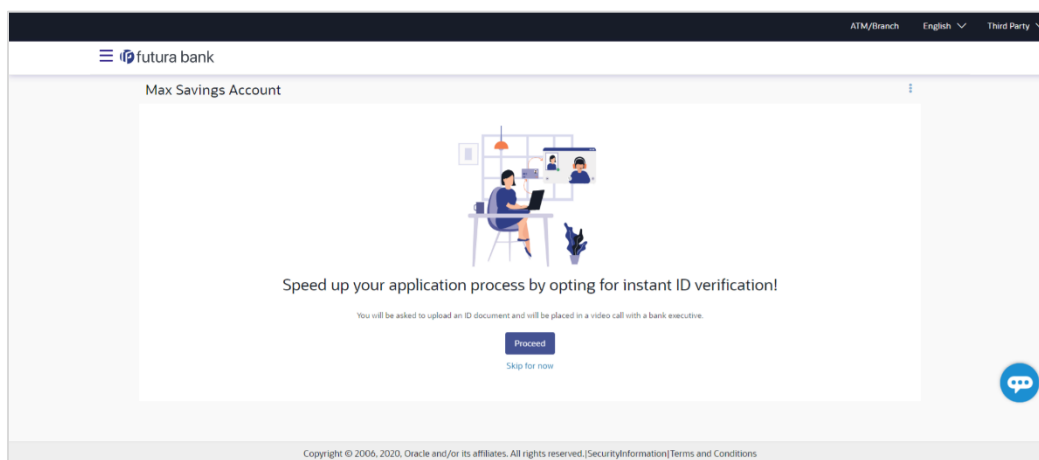 ATM/Branch English Third Party
futura bank
Max Savings Account
Speed up your application process by opting for instant ID verification!
You will be asked to upload an ID document and will be placed in a video call with a bank executive.
Proceed
Skip for now
Copyright © 2006, 2020, Oracle and/or its affiliates. All rights reserved.|SecurityInformation|Terms and Conditions